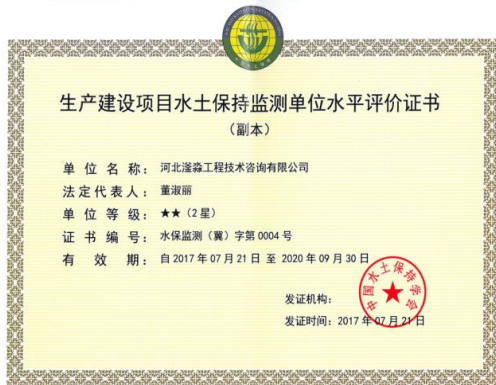 生产建设项目水土保持监测单位水平评价证书
（副本）
单位名称：河北滏淼工程技术咨询有限公司
法定代表人：董淑丽
单位等级：★★（2星）
证书编号：水保监测（冀）字第0004号
有效期：自2017年07月21日至2020年09月30日
发证机构：
中国水土保持学会
发证时间：2017年07月21日